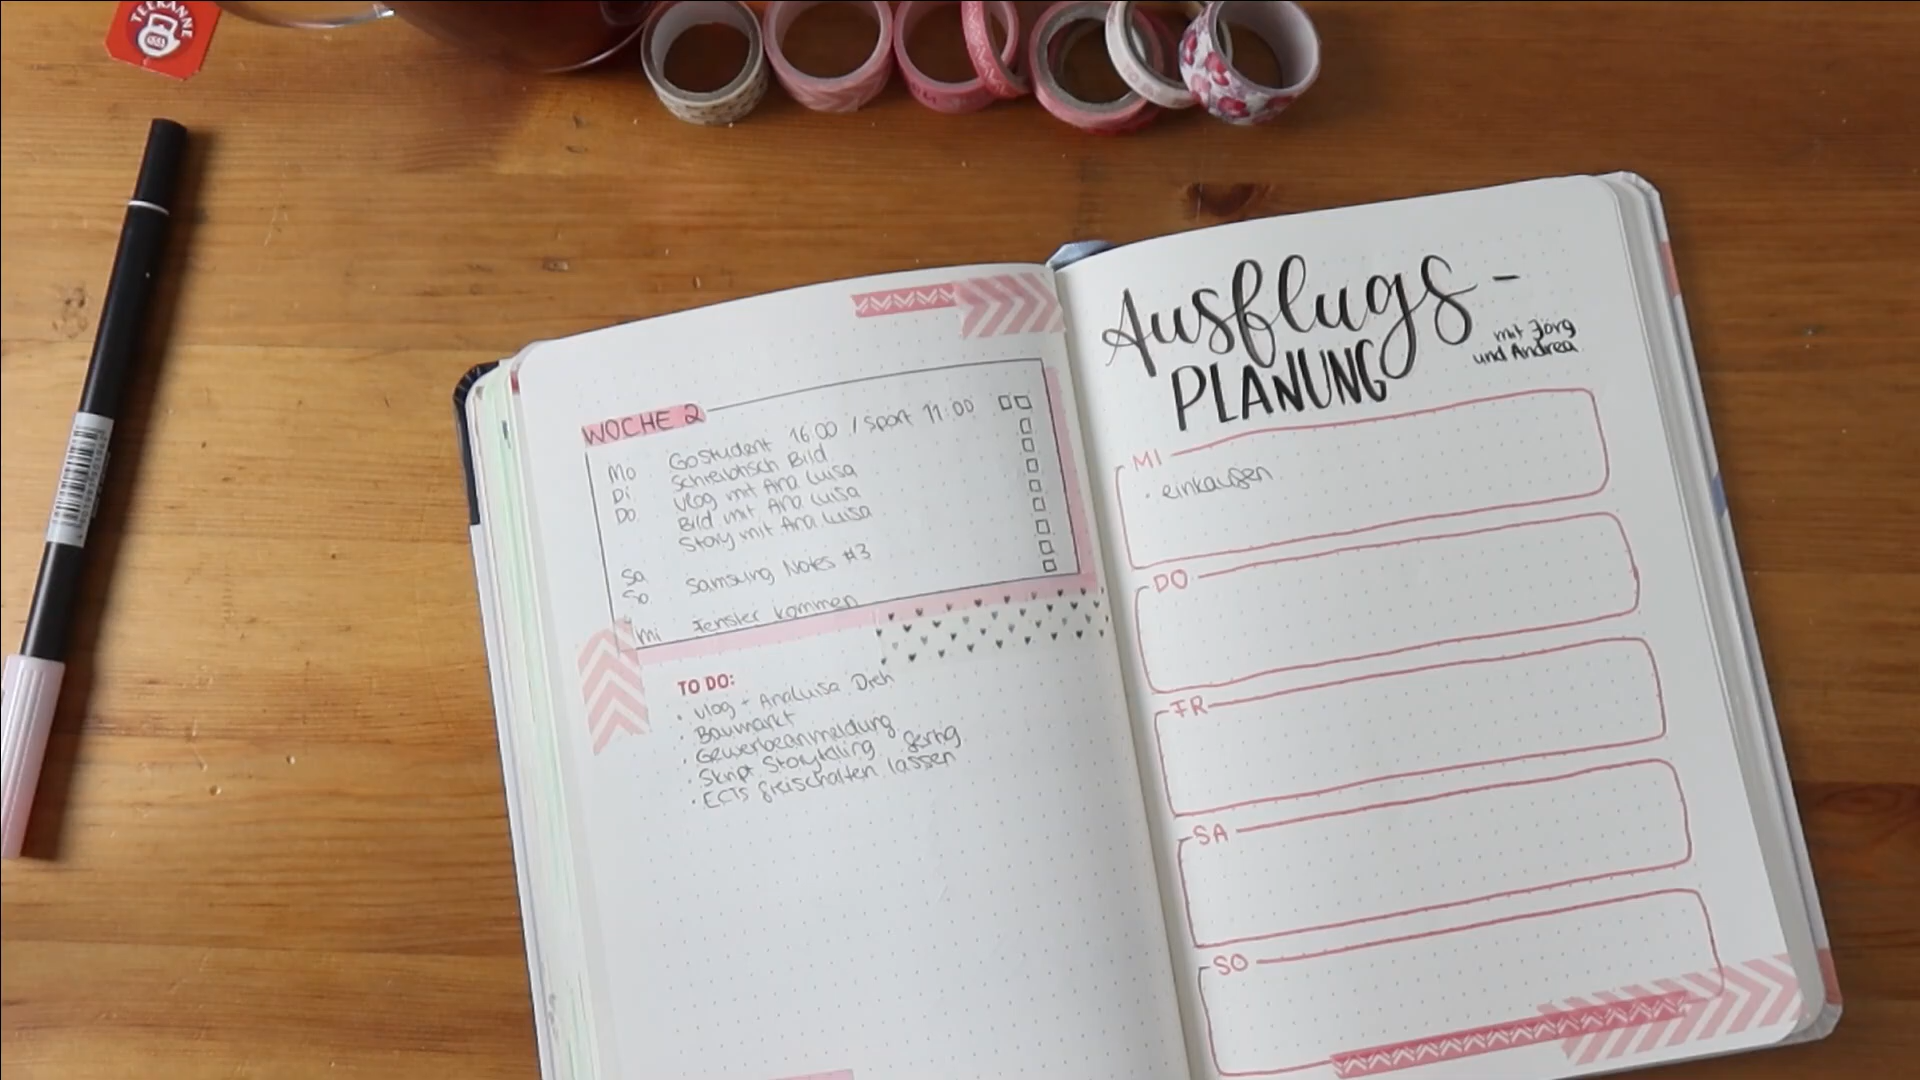 TEEKANNE
WOCHE 2
Mo GoStudent 16:00 / Sport 11:00
Di Schreibtisch Bild
Do Vlog mit Ana Luisa
Bild mit Ana Luisa
Story mit Ana Luisa
Sa
So Samsung Notes #3
Mi Fenster kommen
TO DO:
• Vlog + AnaLuisa Dreh
• Baumarkt
• Gewerbeanmeldung
• Skript Storytelling fertig
• ECTs freischalten lassen
Ausflugs-
PLANUNG
mit Jörg
und Andrea
MI
• einkaufen
DO
FR
SA
SO